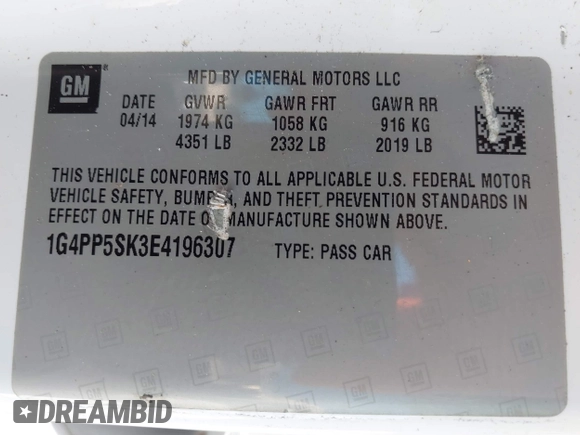 GM
MFD BY GENERAL MOTORS LLC
DATE GVWR GAWR FRT GAWR RR
04/14 1974 KG 1058 KG 916 KG
4351 LB 2332 LB 2019 LB
THIS VEHICLE CONFORMS TO ALL APPLICABLE U.S. FEDERAL MOTOR
VEHICLE SAFETY, BUMPER, AND THEFT PREVENTION STANDARDS IN
EFFECT ON THE DATE OF MANUFACTURE SHOWN ABOVE.
1G4PP5SK3E4196307 TYPE: PASS CAR
DREAMBID